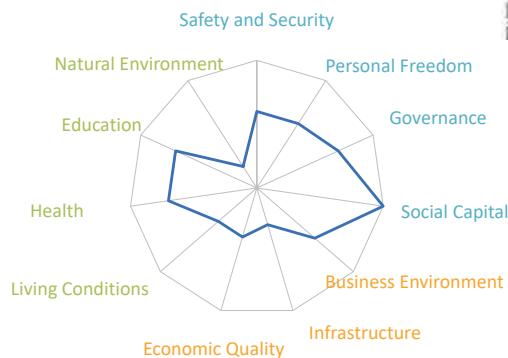 Safety and Security
Natural Environment
Personal Freedom
Education
Governance
Health
Social Capital
Living Conditions
Business Environment
Infrastructure
Economic Quality